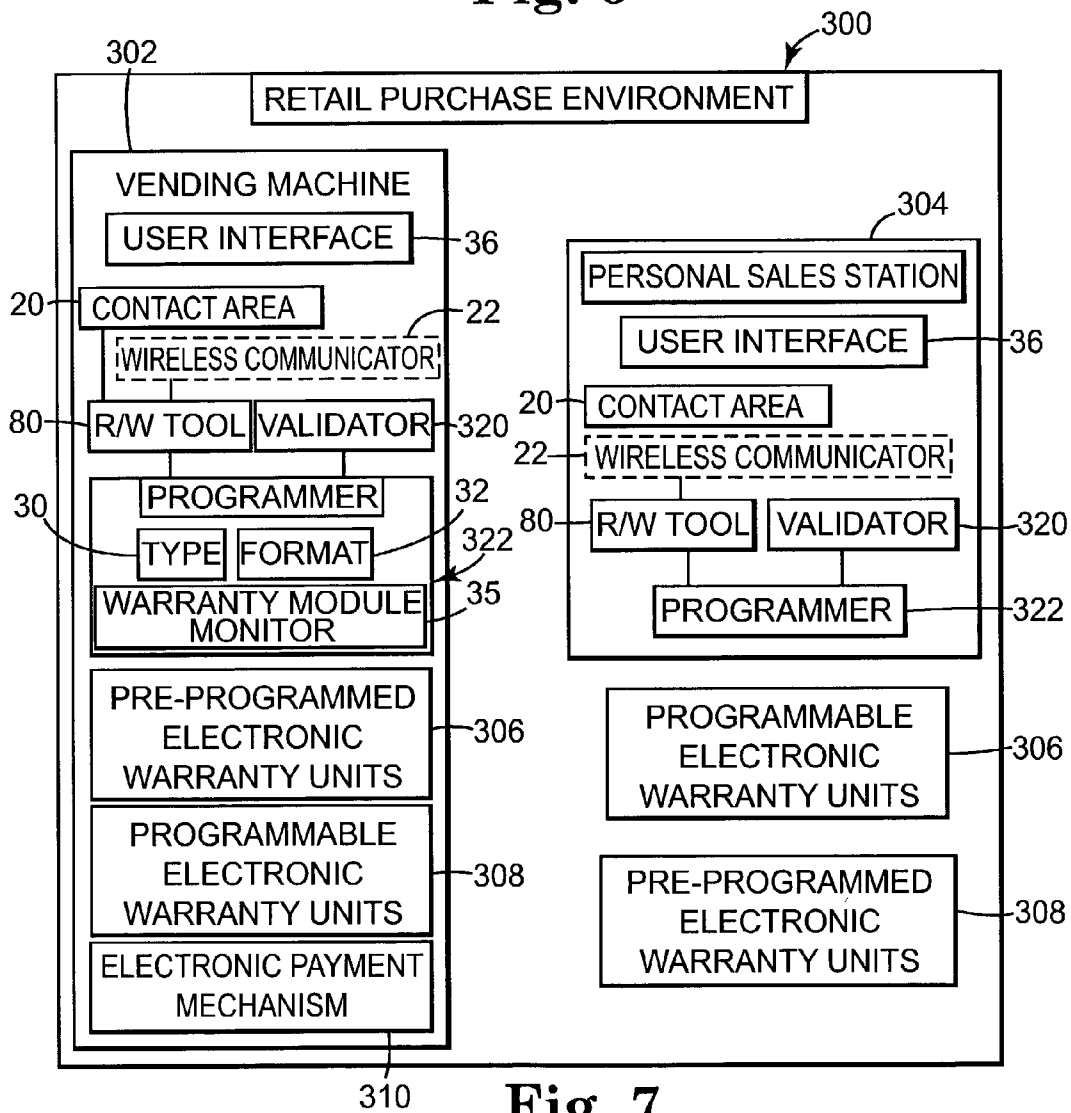 Fig. 6
300
302
RETAIL PURCHASE ENVIRONMENT
VENDING MACHINE
USER INTERFACE
36
20
CONTACT AREA
22
WIRELESS COMMUNICATOR
80
R/W TOOL
VALIDATOR
320
PROGRAMMER
30
32
TYPE
FORMAT
322
35
WARRANTY MODULE
MONITOR
PRE-PROGRAMMED
ELECTRONIC
WARRANTY UNITS
306
PROGRAMMABLE
ELECTRONIC
WARRANTY UNITS
308
ELECTRONIC PAYMENT
MECHANISM
310
304
PERSONAL SALES STATION
USER INTERFACE
36
20
CONTACT AREA
22
WIRELESS COMMUNICATOR
80
R/W TOOL
VALIDATOR
320
PROGRAMMER
322
PROGRAMMABLE
ELECTRONIC
WARRANTY UNITS
306
PRE-PROGRAMMED
ELECTRONIC
WARRANTY UNITS
308
Fig. 7